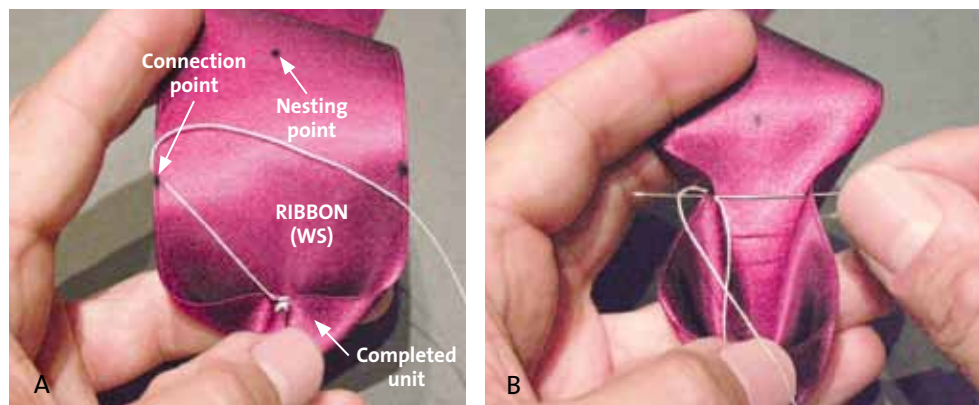 Connection
point
Nesting
point
RIBBON
(WS)
Completed
unit
A
B